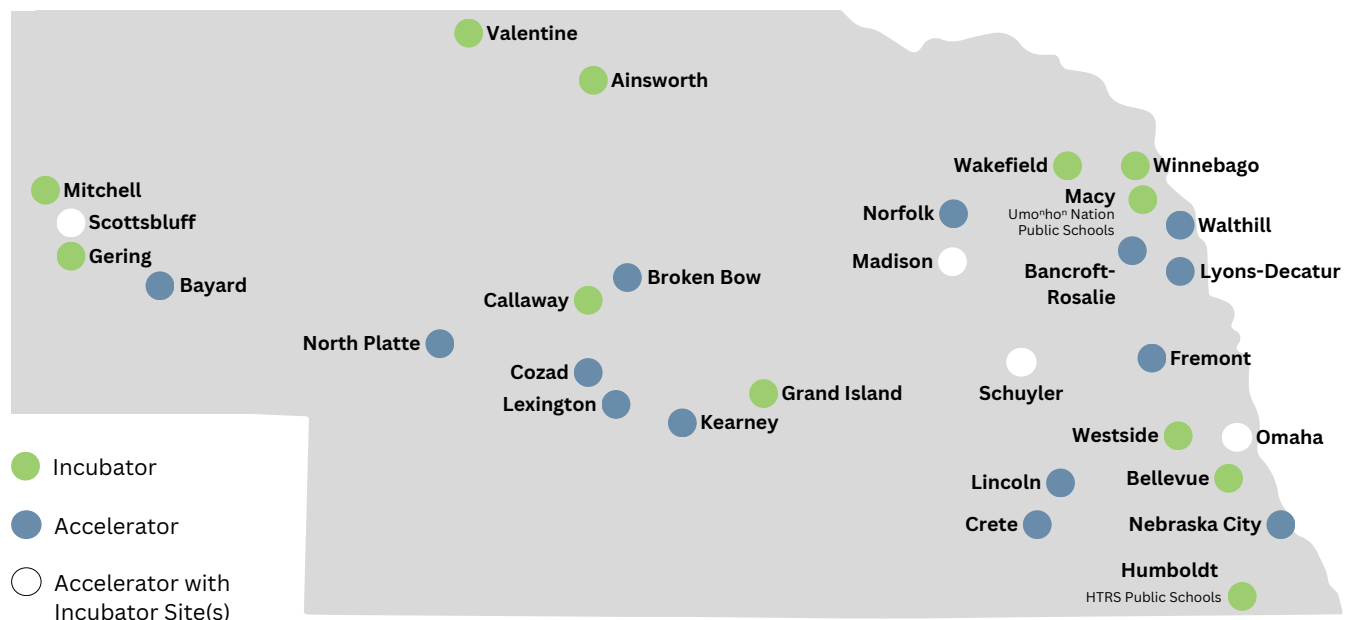 Valentine
Ainsworth
Wakefield
Winnebago
Mitchell
Macy
Umoⁿhoⁿ Nation
Public Schools
Scottsbluff
Norfolk
Walthill
Gering
Madison
Bancroft-
Rosalie
Lyons-Decatur
Bayard
Broken Bow
Callaway
North Platte
Fremont
Cozad
Schuyler
Grand Island
Lexington
Kearney
Westside
Omaha
Incubator
Lincoln
Bellevue
Accelerator
Crete
Nebraska City
Accelerator with
Incubator Site(s)
Humboldt
HTRS Public Schools